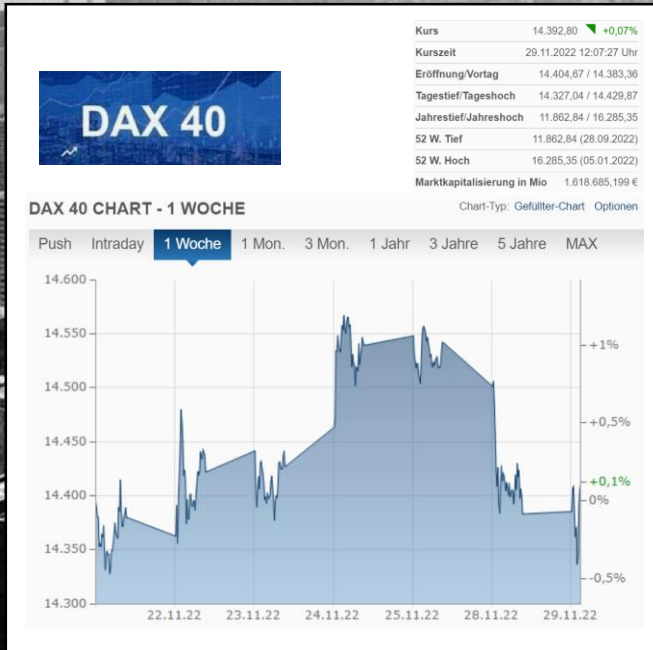 Kurs 14.392,80 +0,07%
Kurszeit 29.11.2022 12:07:27 Uhr
Eröffnung/Vortag 14.404,67 / 14.383,36
Tagestief/Tageshoch 14.327,04 / 14.429,87
Jahrestief/Jahreshoch 11.862,84 / 16.285,35
52 W. Tief 11.862,84 (28.09.2022)
52 W. Hoch 16.285,35 (05.01.2022)
Marktkapitalisierung in Mio 1.618.685,199 €
DAX 40
DAX 40 CHART - 1 WOCHE
Chart-Typ: Gefüllter-Chart Optionen
Push Intraday 1 Woche 1 Mon. 3 Mon. 1 Jahr 3 Jahre 5 Jahre MAX
14.600
14.550
14.500
14.450
14.400
14.350
14.300
+1%
+0,5%
+0,1%
0%
-0,5%
22.11.22 23.11.22 24.11.22 25.11.22 28.11.22 29.11.22